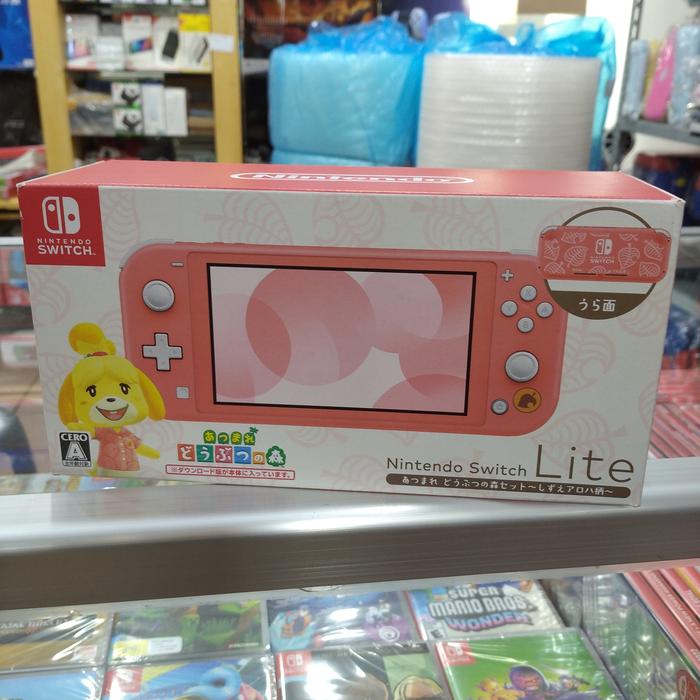 Nintendo
NINTENDO
SWITCH™
NINTENDO
SWITCH
うら面
X
Y
A
B
CERO
A
全年齢対象
あつまれ
どうぶつの森
※ダウンロード版が本体に入っています。
Nintendo Switch Lite
あつまれ どうぶつの森セット~しずえアロハ柄~
SUPER
MARIO BROS.
WONDER